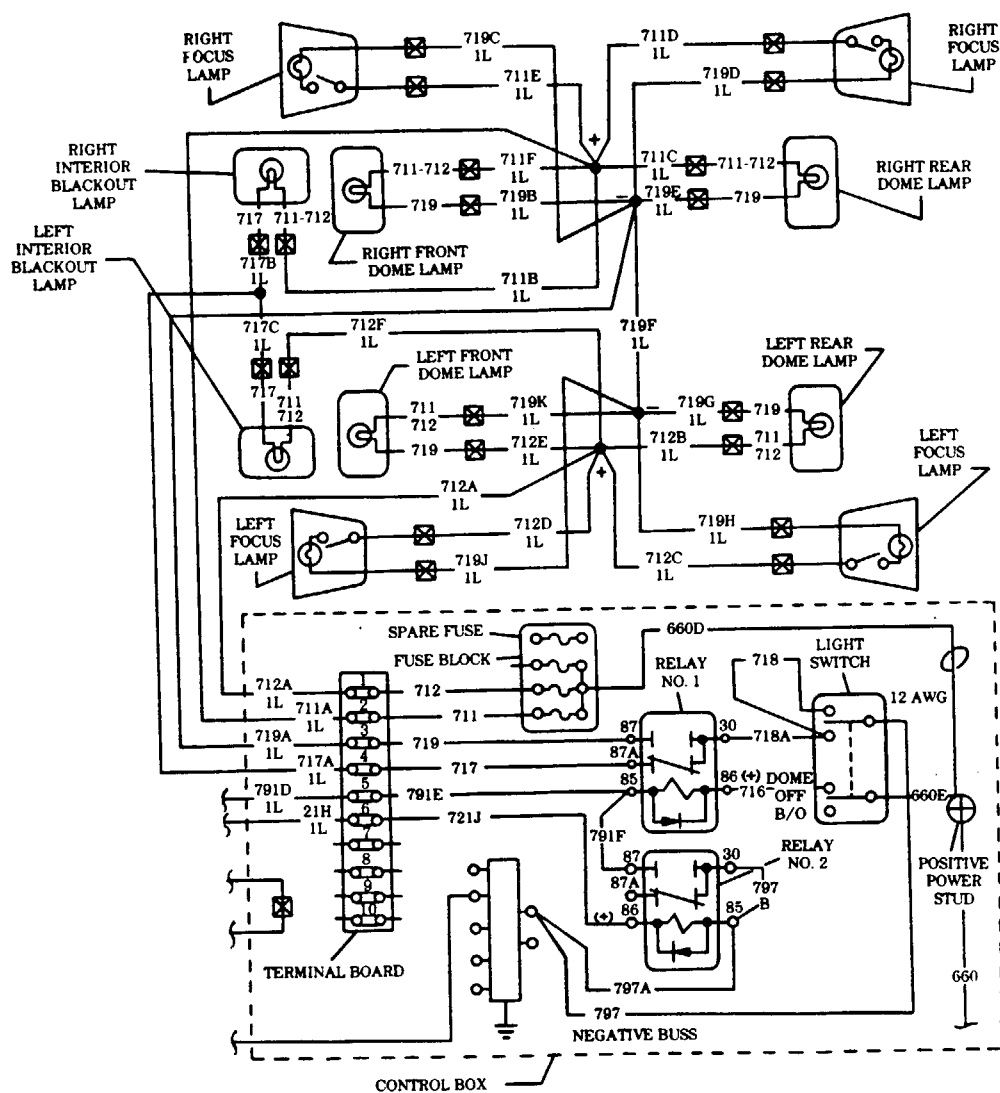 RIGHT
FOCUS
LAMP
719C
1L
711E
1L
711D
1L
719D
1L
RIGHT
FOCUS
LAMP
+
RIGHT
INTERIOR
BLACKOUT
LAMP
717
711-712
711-712
719
711F
1L
719B
1L
711C
1L
719E
1L
−
711-712
719
RIGHT REAR
DOME LAMP
RIGHT FRONT
DOME LAMP
LEFT
INTERIOR
BLACKOUT
LAMP
717B
1L
711B
1L
717C
1L
712F
1L
719F
1L
LEFT FRONT
DOME LAMP
LEFT REAR
DOME LAMP
717
711
712
711
712
719
719K
1L
712E
1L
−
719G
1L
712B
1L
719
711
712
+
LEFT
FOCUS
LAMP
712A
1L
LEFT
FOCUS
LAMP
712D
1L
719J
1L
719H
1L
712C
1L
SPARE FUSE
FUSE BLOCK
660D
RELAY
NO. 1
718
LIGHT
SWITCH
12 AWG
712A
1L
1
712
711A
1L
2
711
719A
1L
3
719
87
30
718A
717A
1L
4
717
87A
791D
1L
5
791E
85
86
(+)
716
DOME
OFF
B/O
660E
21H
1L
6
721J
791F
7
8
9
10
87
30
RELAY
NO. 2
87A
797
B
(+)
86
85
POSITIVE
POWER
STUD
TERMINAL BOARD
797A
797
660
NEGATIVE BUSS
CONTROL BOX